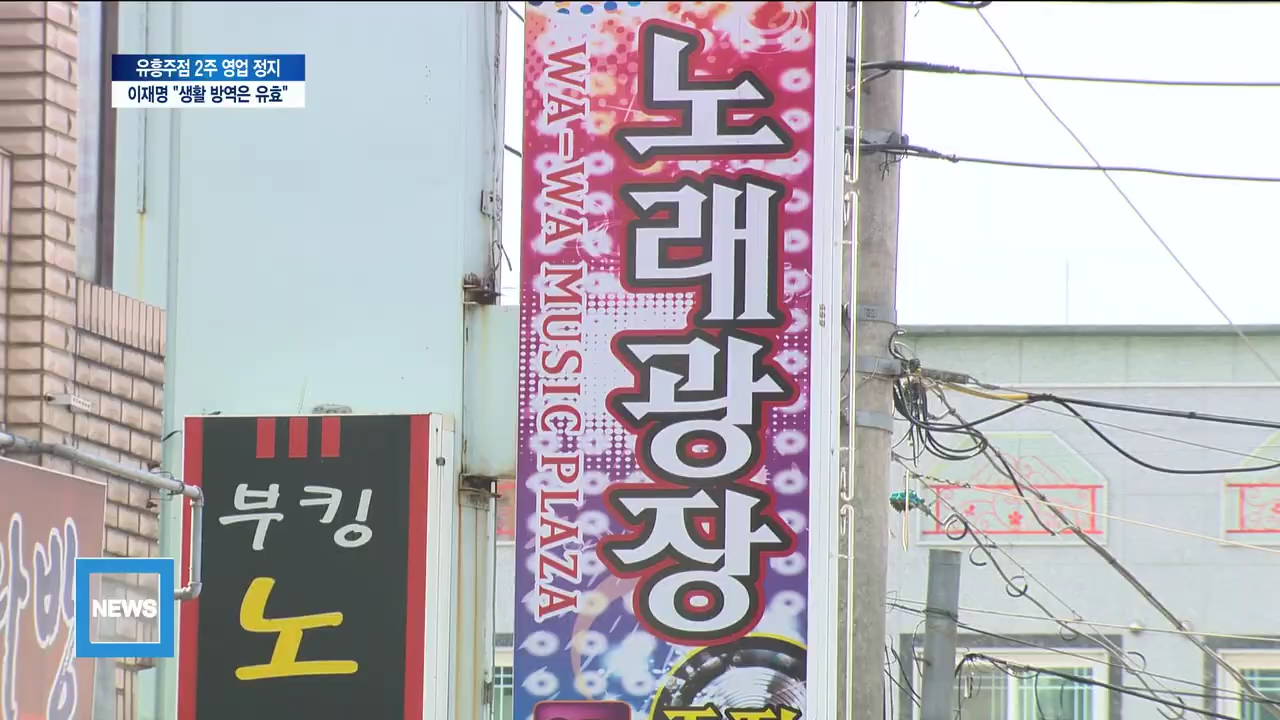 유흥주점 2주 영업 정지
이재명 "생활 방역은 유효"
노래광장
WA-WA MUSIC PLAZA
부킹
노
NEWS